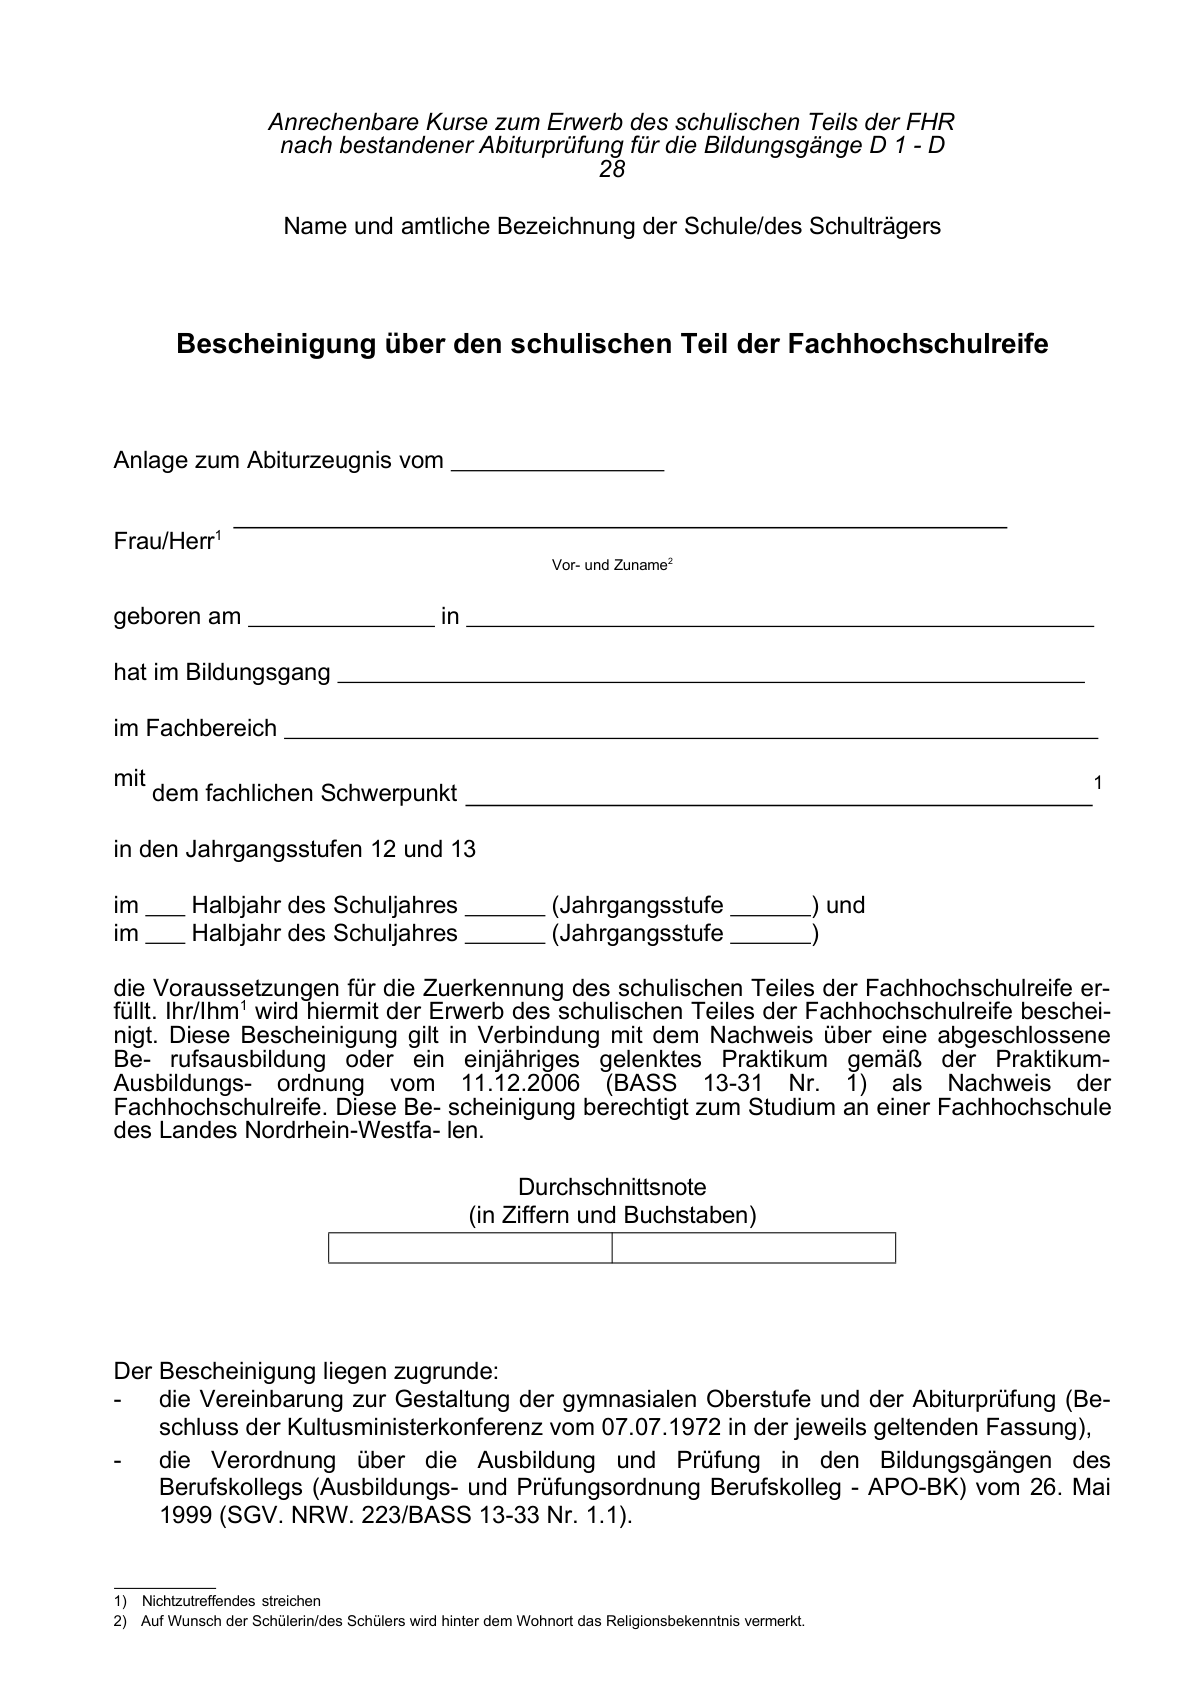 Anrechenbare Kurse zum Erwerb des schulischen Teils der FHR
nach bestandener Abiturprüfung für die Bildungsgänge D 1 - D
28
Name und amtliche Bezeichnung der Schule/des Schulträgers
Bescheinigung über den schulischen Teil der Fachhochschulreife
Anlage zum Abiturzeugnis vom ________________
Frau/Herr¹ ________________
Vor- und Zuname²
geboren am ______________ in ________________
hat im Bildungsgang ________________
im Fachbereich ________________
mit dem fachlichen Schwerpunkt ________________ ¹
in den Jahrgangsstufen 12 und 13
im ___ Halbjahr des Schuljahres ______ (Jahrgangsstufe ______) und
im ___ Halbjahr des Schuljahres ______ (Jahrgangsstufe ______)
die Voraussetzungen für die Zuerkennung des schulischen Teiles der Fachhochschulreife er-
füllt. Ihr/Ihm¹ wird hiermit der Erwerb des schulischen Teiles der Fachhochschulreife beschei-
nigt. Diese Bescheinigung gilt in Verbindung mit dem Nachweis über eine abgeschlossene
Be- rufsausbildung oder ein einjähriges gelenktes Praktikum gemäß der Praktikum-
Ausbildungs- ordnung vom 11.12.2006 (BASS 13-31 Nr. 1) als Nachweis der
Fachhochschulreife. Diese Be- scheinigung berechtigt zum Studium an einer Fachhochschule
des Landes Nordrhein-Westfa- len.
Durchschnittsnote
(in Ziffern und Buchstaben)
Der Bescheinigung liegen zugrunde:
- die Vereinbarung zur Gestaltung der gymnasialen Oberstufe und der Abiturprüfung (Be-
schluss der Kultusministerkonferenz vom 07.07.1972 in der jeweils geltenden Fassung),
- die Verordnung über die Ausbildung und Prüfung in den Bildungsgängen des
Berufskollegs (Ausbildungs- und Prüfungsordnung Berufskolleg - APO-BK) vom 26. Mai
1999 (SGV. NRW. 223/BASS 13-33 Nr. 1.1).
1) Nichtzutreffendes streichen
2) Auf Wunsch der Schülerin/des Schülers wird hinter dem Wohnort das Religionsbekenntnis vermerkt.